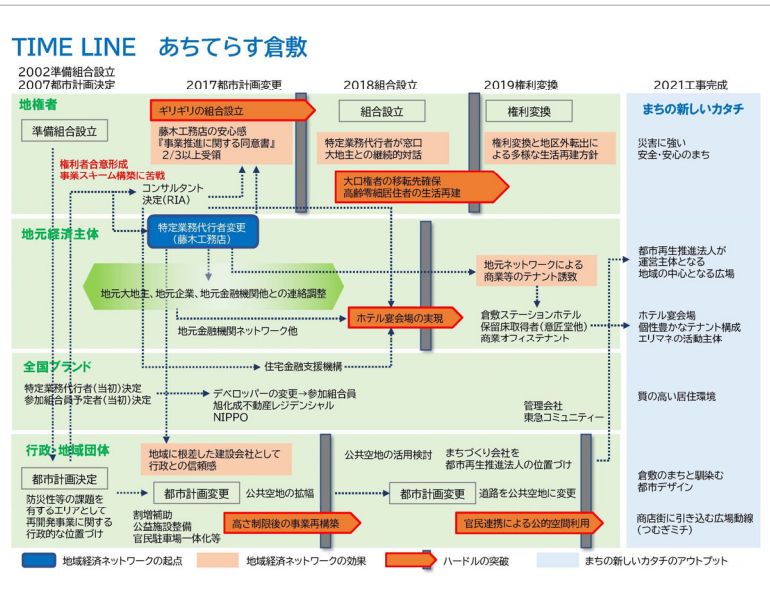 TIME LINE　あちてらす倉敷
2002準備組合設立
2007都市計画決定
2017都市計画変更
2018組合設立
2019権利変換
2021工事完成
地権者
準備組合設立
権利者合意形成
事業スキーム構築に苦戦
ギリギリの組合設立
藤木工務店の安心感
『事業推進に関する同意書』
2/3以上受領
コンサルタント
決定(RIA)
組合設立
特定業務代行者が窓口
大地主との継続的対話
大口権者の移転先確保
高齢零細居住者の生活再建
権利変換
権利変換と地区外転出に
よる多様な生活再建方針
まちの新しいカタチ
災害に強い
安全・安心のまち
地元経済主体
特定業務代行者変更
(藤木工務店)
地元大地主、地元企業、地元金融機関他との連絡調整
地元金融機関ネットワーク他
ホテル宴会場の実現
地元ネットワークによる
商業等のテナント誘致
倉敷ステーションホテル
保留床取得者(意匠堂他)
商業オフィステナント
都市再生推進法人が
運営主体となる
地域の中心となる広場
ホテル宴会場
個性豊かなテナント構成
エリマネの活動主体
全国ブランド
特定業務代行者(当初)決定
参加組合員予定者(当初)決定
住宅金融支援機構
デベロッパーの変更→参加組合員
旭化成不動産レジデンシャル
NIPPO
管理会社
東急コミュニティー
質の高い居住環境
行政・地域団体
都市計画決定
防災性等の課題を
有するエリアとして
再開発事業に関する
行政的な位置づけ
地域に根差した建設会社として
行政との信頼感
都市計画変更
公共空地の拡幅
割増補助
公益施設整備
官民駐車場一体化等
高さ制限後の事業再構築
公共空地の活用検討
まちづくり会社を
都市再生推進法人の位置づけ
都市計画変更
道路を公共空地に変更
官民連携による公的空間利用
倉敷のまちと馴染む
都市デザイン
商店街に引き込む広場動線
(つむぎミチ)
地域経済ネットワークの起点
地域経済ネットワークの効果
ハードルの突破
まちの新しいカタチのアウトプット